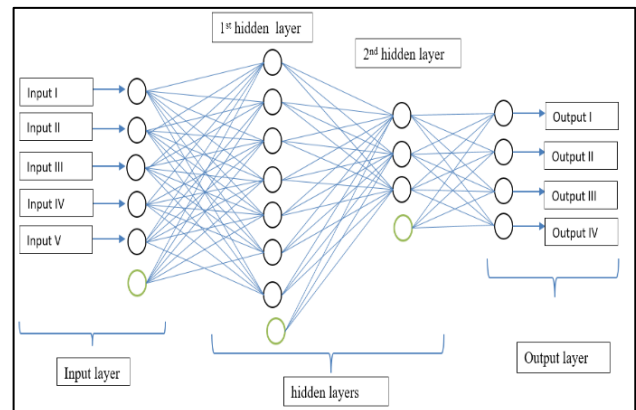 1st hidden layer
2nd hidden layer
Input I
Input II
Input III
Input IV
Input V
Output I
Output II
Output III
Output IV
Input layer
hidden layers
Output layer